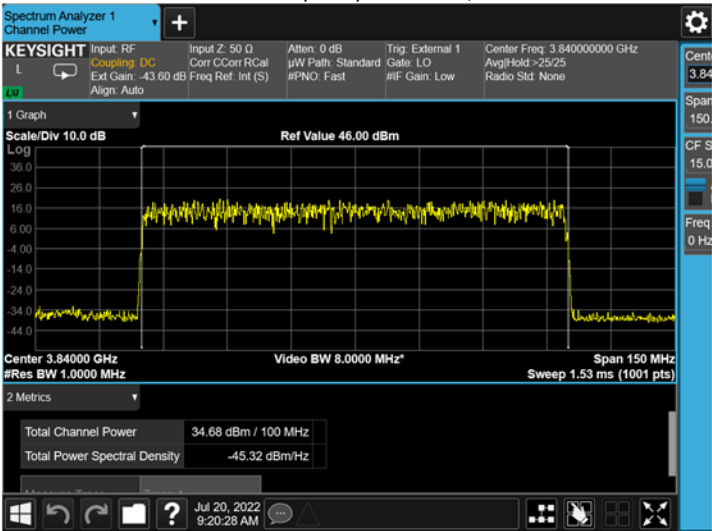 Spectrum Analyzer 1
Channel Power
KEYSIGHT
L
LXI
Input: RF
Coupling: DC
Ext Gain: -43.60 dB
Align: Auto
Input Z: 50 Ω
Corr CCorr RCal
Freq Ref: Int (S)
Atten: 0 dB
µW Path: Standard
#PNO: Fast
Trig: External 1
Gate: LO
#IF Gain: Low
Center Freq: 3.840000000 GHz
Avg|Hold:>25/25
Radio Std: None
Cent
3.84
Span
150.
CF S
15.0
Freq
0 Hz
1 Graph
Scale/Div 10.0 dB
Ref Value 46.00 dBm
Log
36.0
26.0
16.0
6.00
-4.00
-14.0
-24.0
-34.0
-44.0
Center 3.84000 GHz
Video BW 8.0000 MHz*
Span 150 MHz
#Res BW 1.0000 MHz
Sweep 1.53 ms (1001 pts)
2 Metrics
Total Channel Power 34.68 dBm / 100 MHz
Total Power Spectral Density -45.32 dBm/Hz
?
Jul 20, 2022
9:20:28 AM